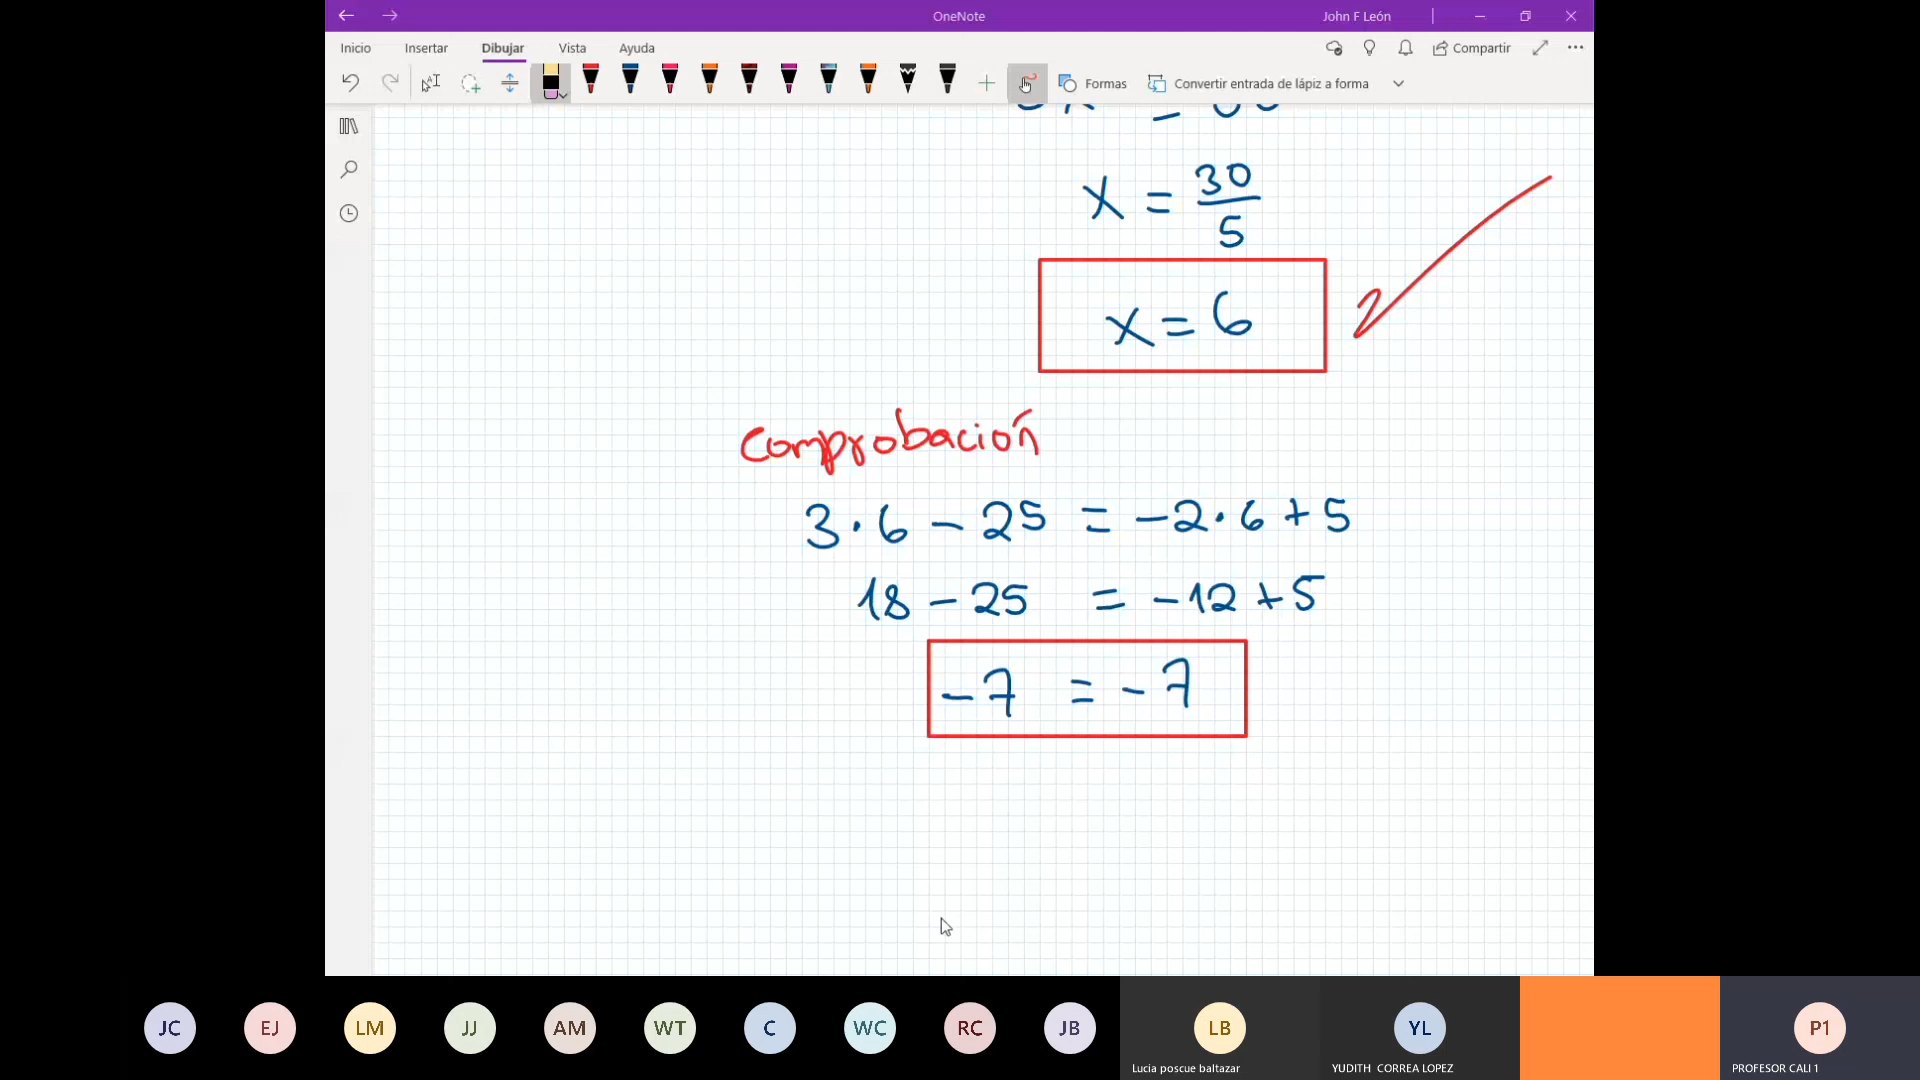 OneNote
John F León
Inicio Insertar Dibujar Vista Ayuda
Compartir
Formas Convertir entrada de lápiz a forma
x = 30/5
x = 6
Comprobación
3 · 6 - 25 = -2 · 6 + 5
18 - 25 = -12 + 5
-7 = -7
JC EJ LM JJ AM WT C WC RC JB LB YL P1
Lucia poscue baltazar YUDITH CORREA LOPEZ PROFESOR CALI 1